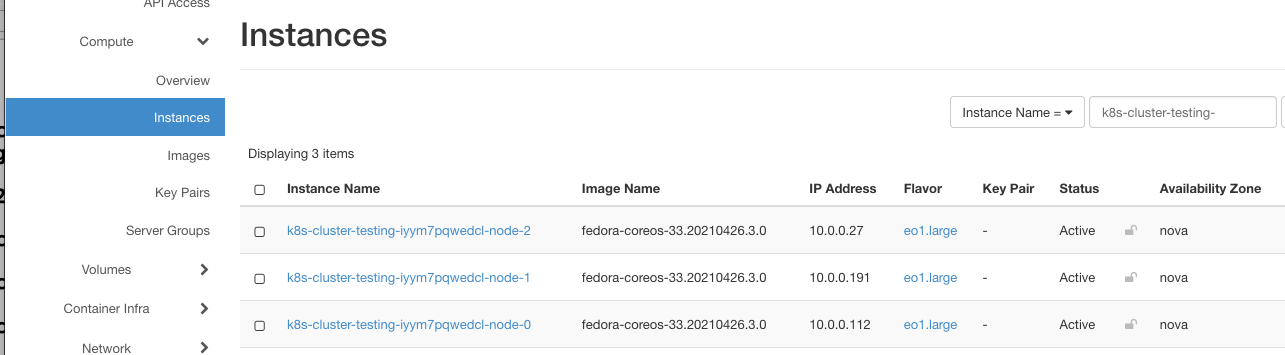 API Access
Compute
Overview
Instances
Images
Key Pairs
Server Groups
Volumes
Container Infra
Network
Instances
Instance Name = k8s-cluster-testing-
Displaying 3 items
Instance Name Image Name IP Address Flavor Key Pair Status Availability Zone
k8s-cluster-testing-iyym7pqwedcl-node-2 fedora-coreos-33.20210426.3.0 10.0.0.27 eo1.large - Active nova
k8s-cluster-testing-iyym7pqwedcl-node-1 fedora-coreos-33.20210426.3.0 10.0.0.191 eo1.large - Active nova
k8s-cluster-testing-iyym7pqwedcl-node-0 fedora-coreos-33.20210426.3.0 10.0.0.112 eo1.large - Active nova